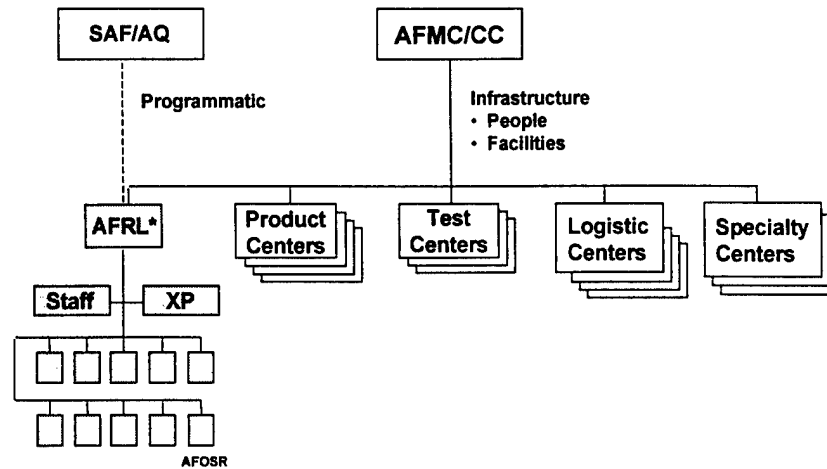 SAF/AQ
AFMC/CC
Programmatic
Infrastructure
• People
• Facilities
AFRL*
Product
Centers
Test
Centers
Logistic
Centers
Specialty
Centers
Staff
XP
AFOSR